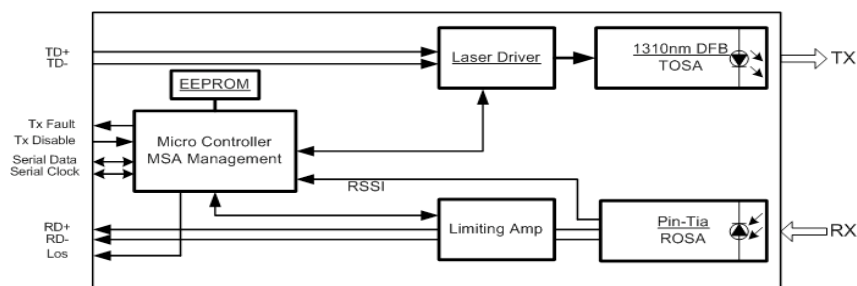 TD+
TD-
Laser Driver
1310nm DFB
TOSA
TX
EEPROM
Tx Fault
Tx Disable
Serial Data
Serial Clock
Micro Controller
MSA Management
RSSI
RD+
RD-
Los
Limiting Amp
Pin-Tia
ROSA
RX